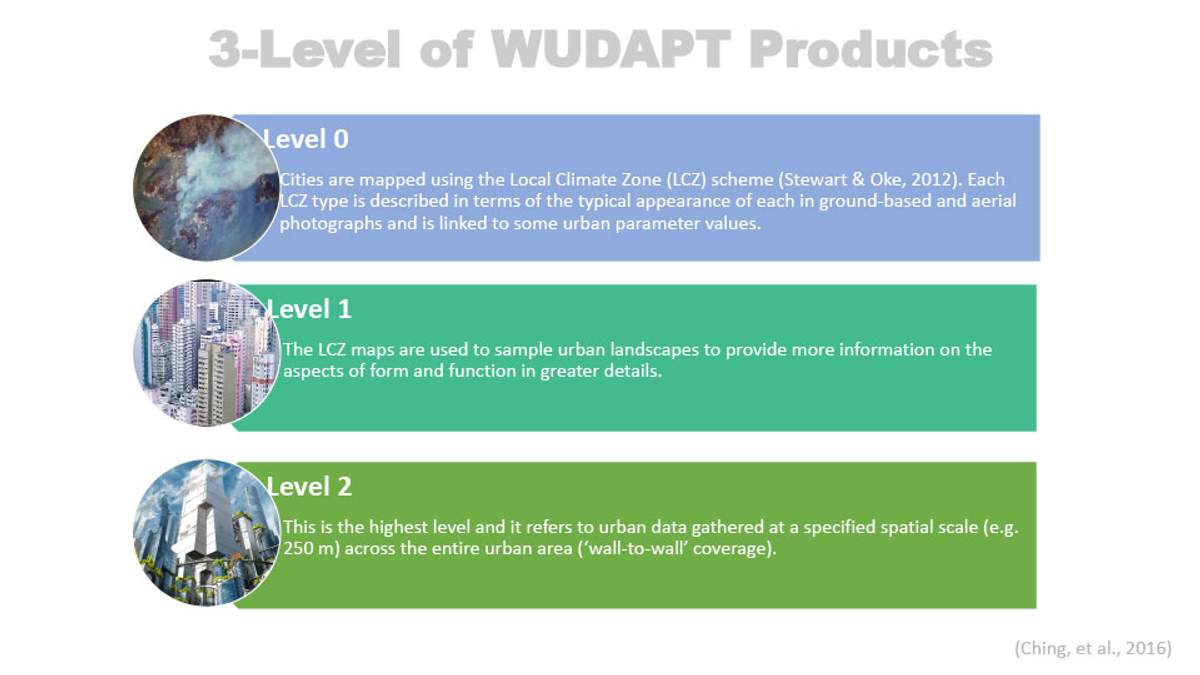 3-Level of WUDAPT Products
Level 0
Cities are mapped using the Local Climate Zone (LCZ) scheme (Stewart & Oke, 2012). Each
LCZ type is described in terms of the typical appearance of each in ground-based and aerial
photographs and is linked to some urban parameter values.
Level 1
The LCZ maps are used to sample urban landscapes to provide more information on the
aspects of form and function in greater details.
Level 2
This is the highest level and it refers to urban data gathered at a specified spatial scale (e.g.
250 m) across the entire urban area (‘wall-to-wall’ coverage).
(Ching, et al., 2016)